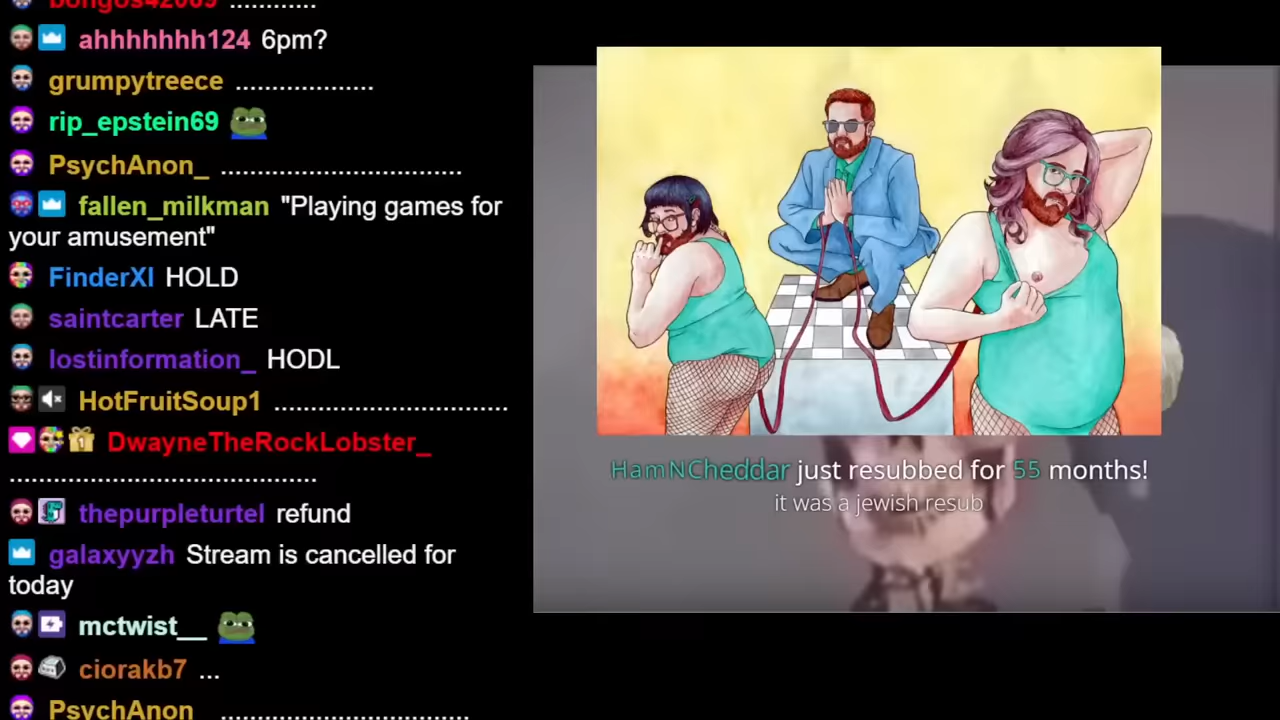 bongos42069 ............
ahhhhhhh124 6pm?
grumpytreece ...................
rip_epstein69
PsychAnon_ .................................
fallen_milkman "Playing games for
your amusement"
FinderXI HOLD
saintcarter LATE
lostinformation_ HODL
HotFruitSoup1 ................................
DwayneTheRockLobster_
..........................................
thepurpleturtel refund
galaxyyzh Stream is cancelled for
today
mctwist__
ciorakb7 ...
PsychAnon_ ..................................
HamNCheddar just resubbed for 55 months!
it was a jewish resub